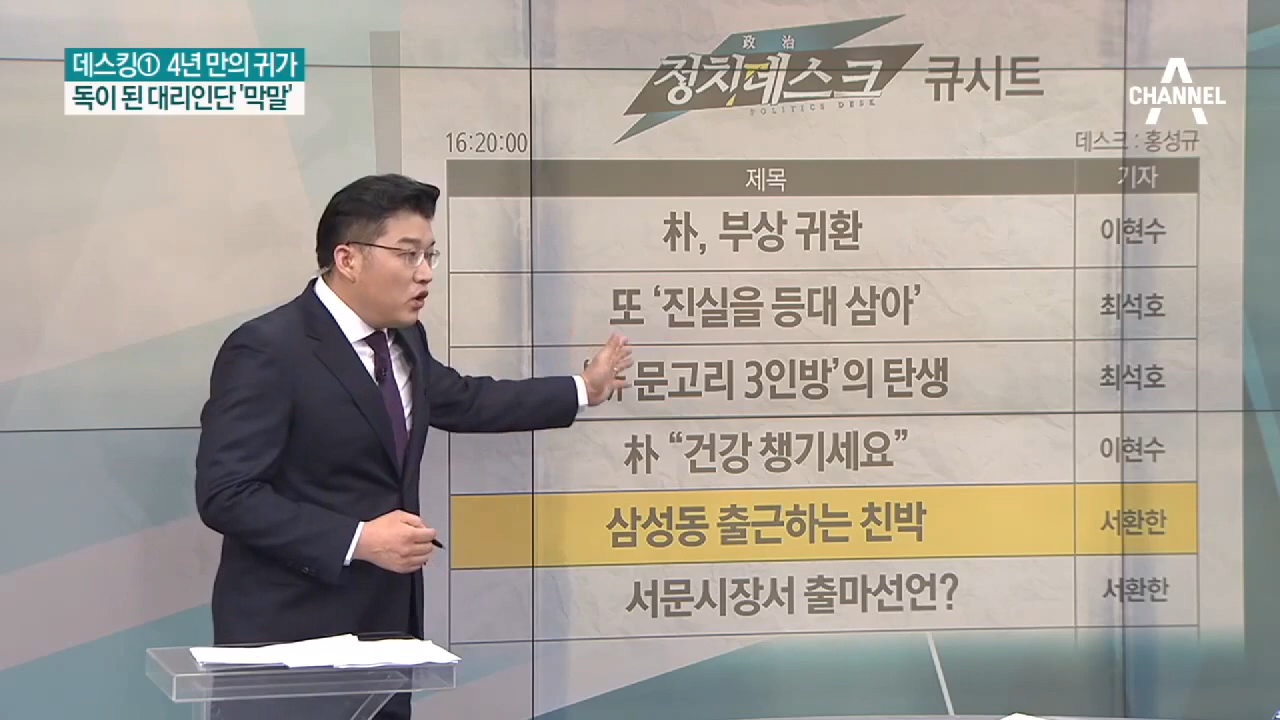 데스킹① 4년 만의 귀가
독이 된 대리인단 '막말'
政 治
정치데스크 큐시트
POLITICS DESK
CHANNEL A
16:20:00
데스크 : 홍성규
제목 기자
朴, 부상 귀환 이현수
또 '진실을 등대 삼아' 최석호
문고리 3인방'의 탄생 최석호
朴 "건강 챙기세요" 이현수
삼성동 출근하는 친박 서환한
서문시장서 출마선언? 서환한